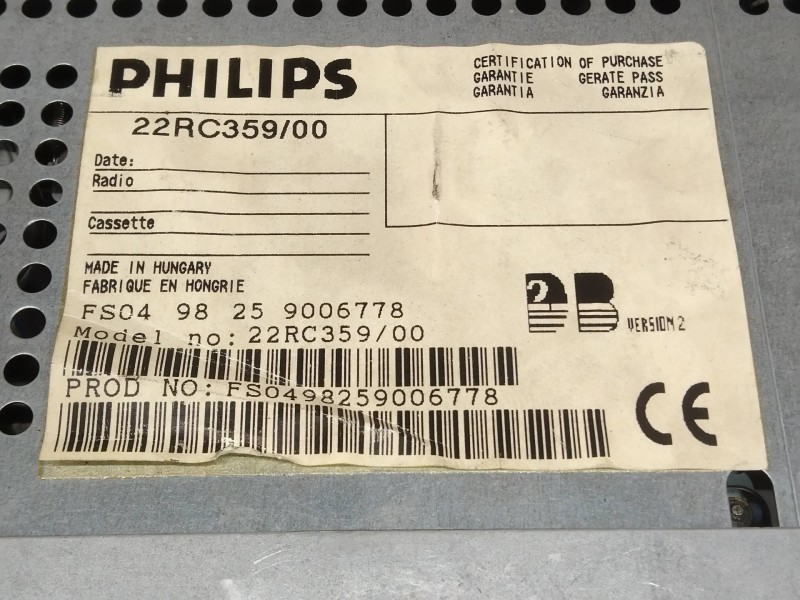 PHILIPS
CERTIFICATION OF PURCHASE
GARANTIE GERATE PASS
GARANTIA GARANZIA
22RC359/00
Date:
Radio
Cassette
MADE IN HUNGARY
FABRIQUE EN HONGRIE
FS04 98 25 9006778
VERSION 2
Model no: 22RC359/00
PROD NO: FS0498259006778
CE